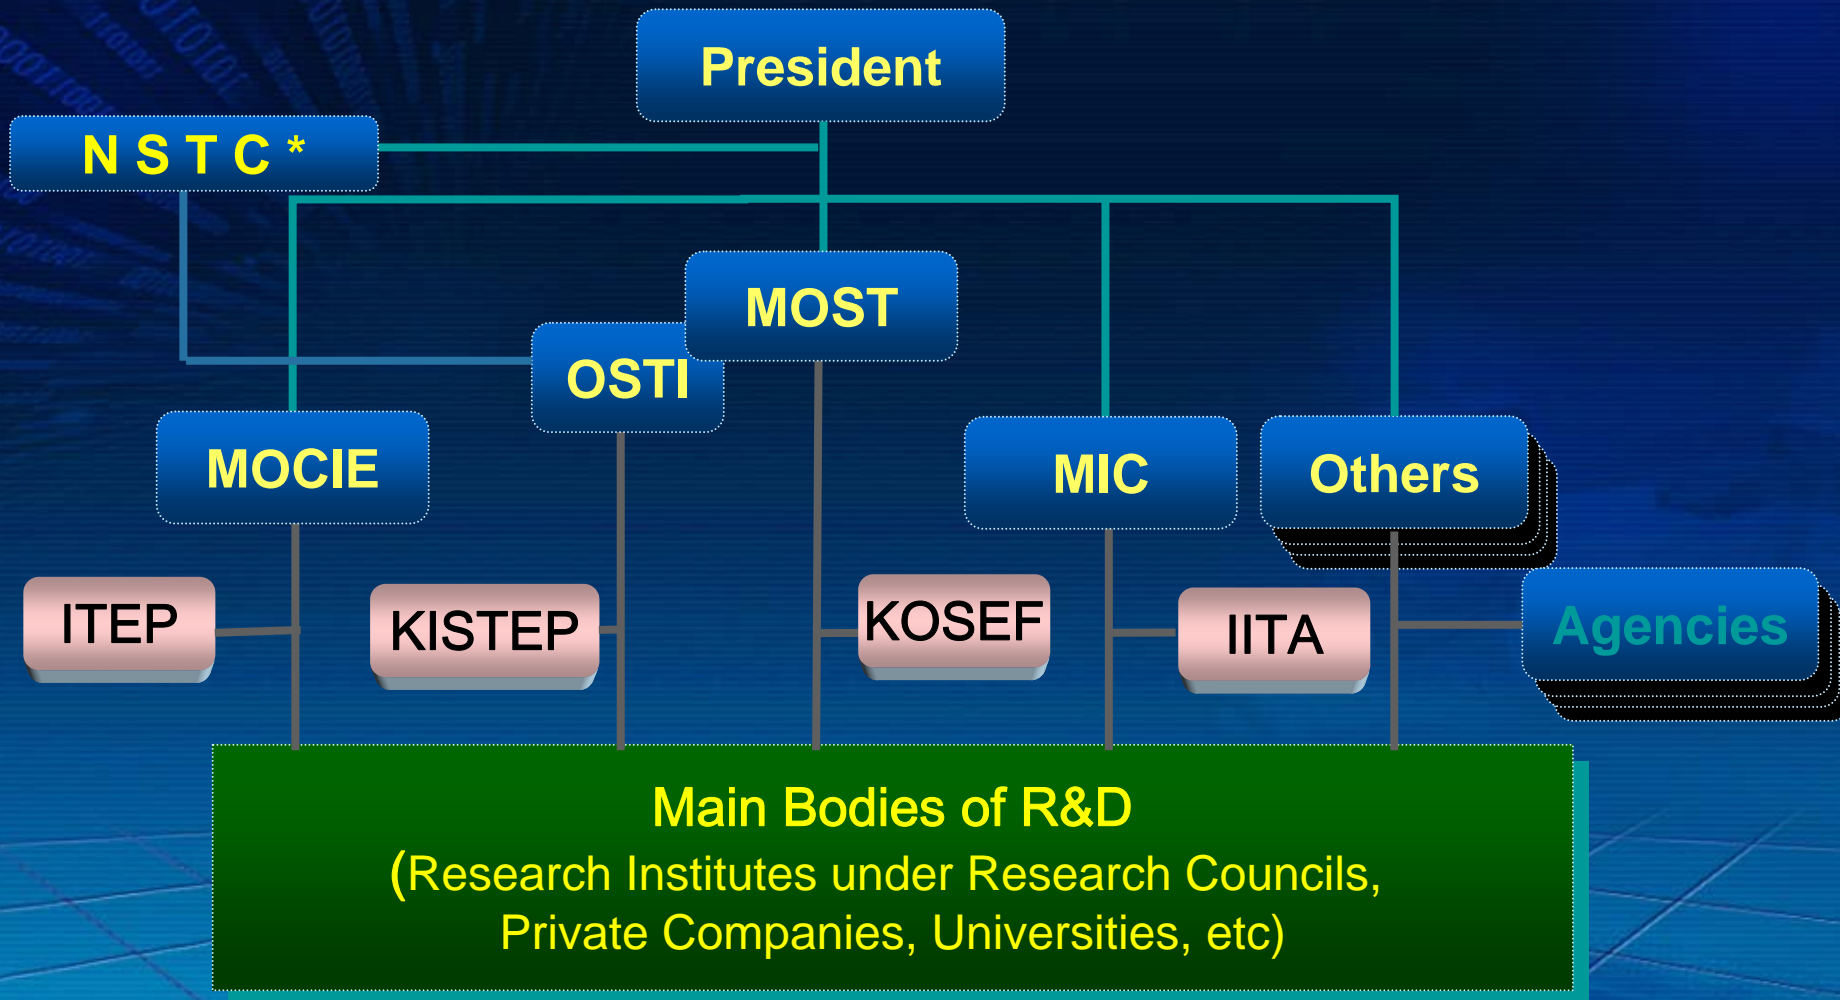 President
N S T C *
MOST
OSTI
MOCIE
MIC
Others
ITEP
KISTEP
KOSEF
IITA
Agencies
Main Bodies of R&D
(Research Institutes under Research Councils,
Private Companies, Universities, etc)